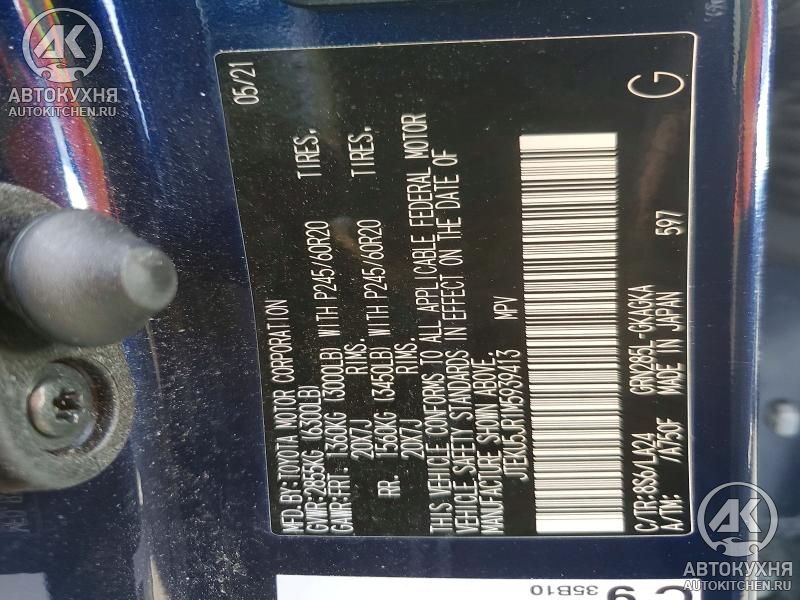 MFD.BY:TOYOTA MOTOR CORPORATION 05/21
GVWR:2855KG (6300LB)
GAWR:FRT. 1360KG (3000LB) WITH P245/60R20 TIRES,
20X7J RIMS.
RR. 1560KG (3450LB) WITH P245/60R20 TIRES,
20X7J RIMS.
THIS VEHICLE CONFORMS TO ALL APPLICABLE FEDERAL MOTOR
VEHICLE SAFETY STANDARDS IN EFFECT ON THE DATE OF
MANUFACTURE SHOWN ABOVE.
JTEKU5JR1M5939413 MPV
C/TR:8S6/LA24 GRN285L-GKAGKA
A/TM: /A750F MADE IN JAPAN 597 G
35B10
АВТОКУХНЯ
AUTOKITCHEN.RU
АВТОКУХНЯ
AUTOKITCHEN.RU